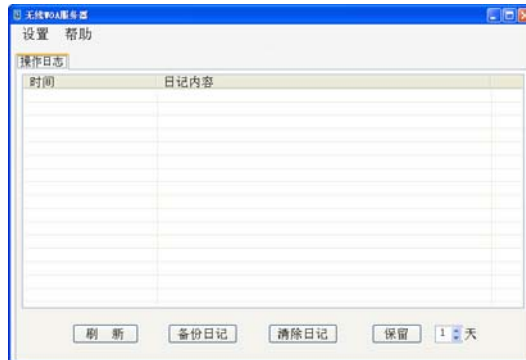 无线WOA服务器
设置 帮助
操作日志
时间 日记内容
刷 新 备份日记 清除日记 保留 1 天